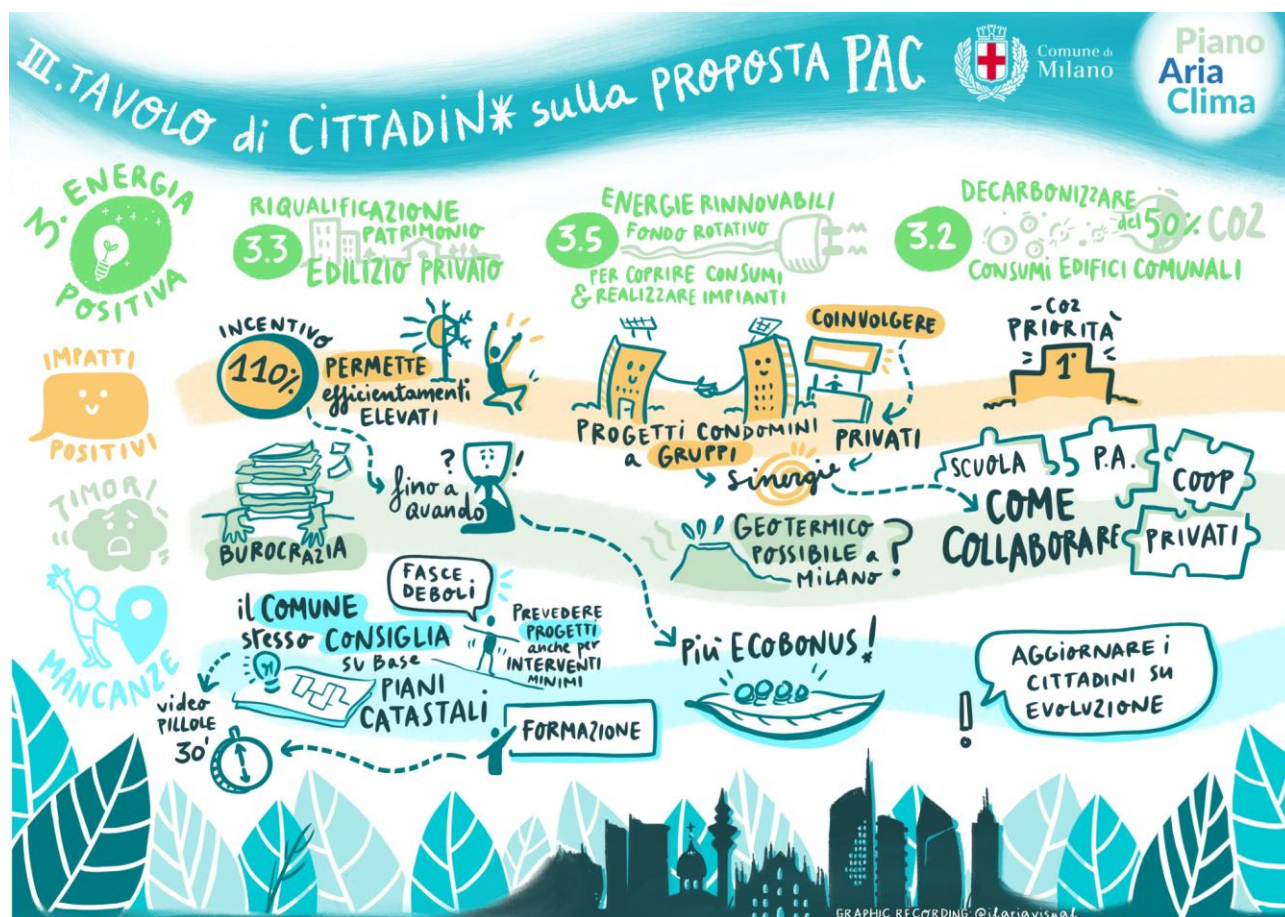 III. TAVOLO di CITTADIN* sulla PROPOSTA PAC
Comune di
Milano
Piano
Aria
Clima
3. ENERGIA
POSITIVA
3.3
RIQUALIFICAZIONE
PATRIMONIO
EDILIZIO PRIVATO
3.5
ENERGIE RINNOVABILI
FONDO ROTATIVO
PER COPRIRE CONSUMI
& REALIZZARE IMPIANTI
3.2
DECARBONIZZARE
del 50% CO2
CONSUMI EDIFICI COMUNALI
IMPATTI
POSITIVI
INCENTIVO
110%
PERMETTE
efficientamenti
ELEVATI
PROGETTI CONDOMINI
a GRUPPI
COINVOLGERE
PRIVATI
sinergie
-CO2
PRIORITÀ
1°
TIMORI
BUROCRAZIA
fino a
quando
? !
GEOTERMICO
POSSIBILE a
MILANO ?
SCUOLA
P.A.
COOP
PRIVATI
COME
COLLABORARE
MANCANZE
il COMUNE
stesso CONSIGLIA
su BASE
PIANI
CATASTALI
FASCE
DEBOLI
PREVEDERE
PROGETTI
anche per
INTERVENTI
MINIMI
video
PILLOLE
30'
FORMAZIONE
Più ECOBONUS!
!
AGGIORNARE i
CITTADINI SU
EVOLUZIONE
GRAPHIC RECORDING: @ilariavisual